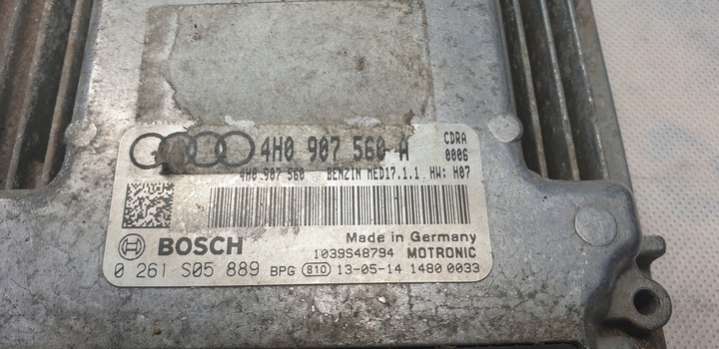 4H0 907 560 A CDRA
0006
4H0 907 560 BENZIN MED17.1.1 HW: H07
BOSCH Made in Germany
1039S48794 MOTRONIC
0 261 S05 889 BPG 810 13-05-14 1480 0033